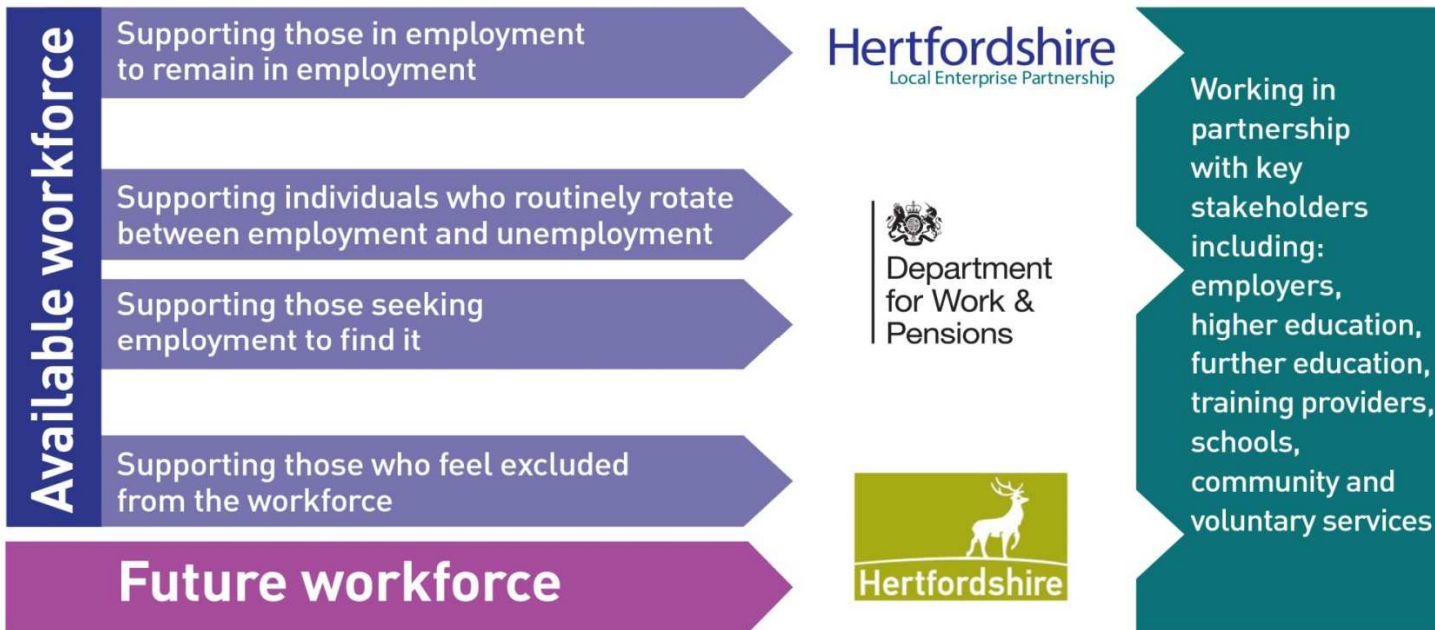 Available workforce
Supporting those in employment
to remain in employment
Supporting individuals who routinely rotate
between employment and unemployment
Supporting those seeking
employment to find it
Supporting those who feel excluded
from the workforce
Future workforce
Hertfordshire
Local Enterprise Partnership
Department
for Work &
Pensions
Hertfordshire
Working in
partnership
with key
stakeholders
including:
employers,
higher education,
further education,
training providers,
schools,
community and
voluntary services